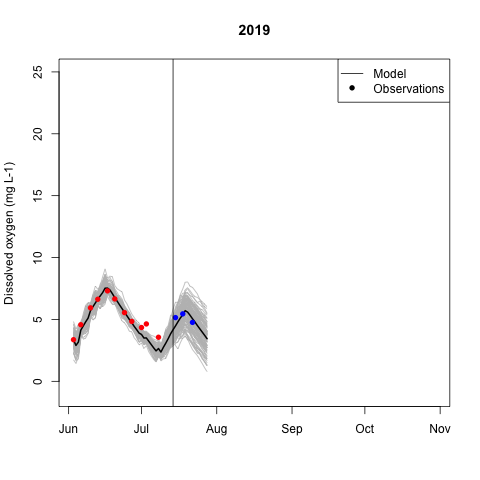 2019
Model
Observations
Dissolved oxygen (mg L-1)
25
20
15
10
5
0
Jun Jul Aug Sep Oct Nov